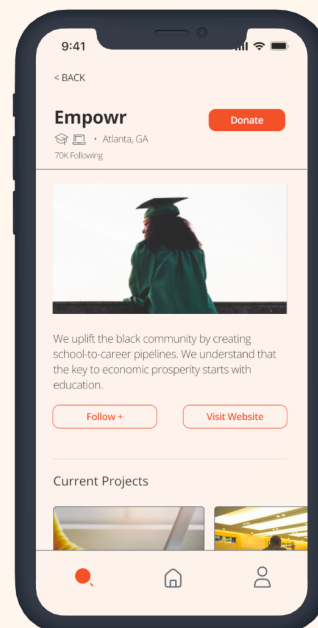 9:41
< BACK
Empowr
Donate
• Atlanta, GA
70K Following
We uplift the black community by creating
school-to-career pipelines. We understand that
the key to economic prosperity starts with
education.
Follow +
Visit Website
Current Projects